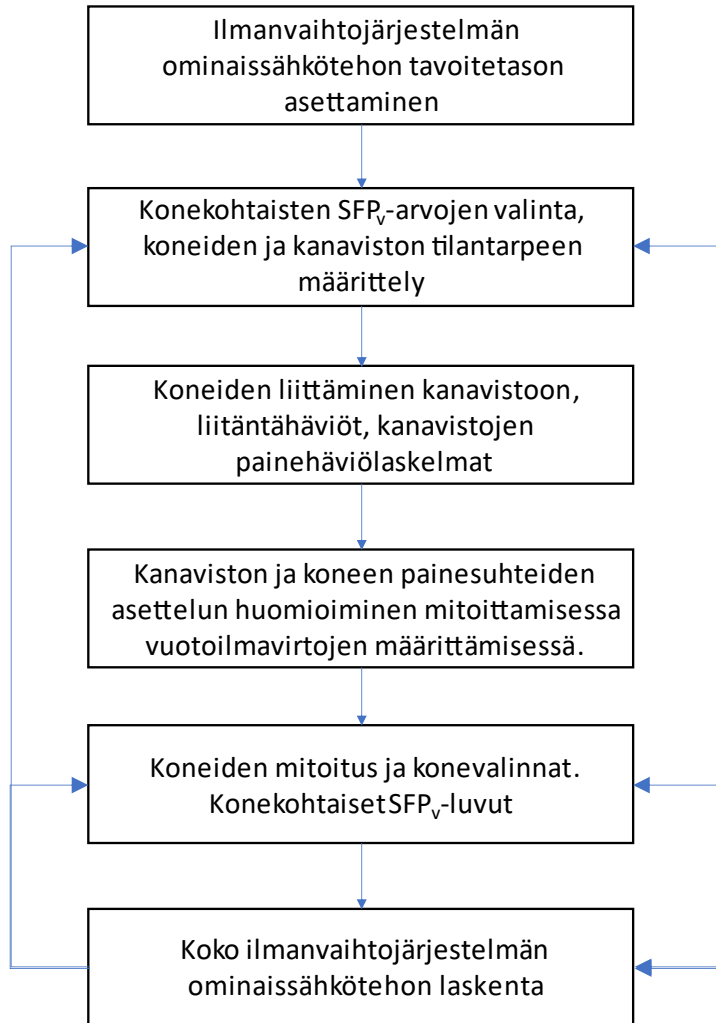 Ilmanvaihtojärjestelmän
ominaissähkötehon tavoitetason
asettaminen
Konekohtaisten SFPv-arvojen valinta,
koneiden ja kanaviston tilantarpeen
määrittely
Koneiden liittäminen kanavistoon,
liitäntähäviöt, kanavistojen
painehäviölaskelmat
Kanaviston ja koneen painesuhteiden
asettelun huomioiminen mitoittamisessa
vuotoilmavirtojen määrittämisessä.
Koneiden mitoitus ja konevalinnat.
Konekohtaiset SFPv-luvut
Koko ilmanvaihtojärjestelmän
ominaissähkötehon laskenta